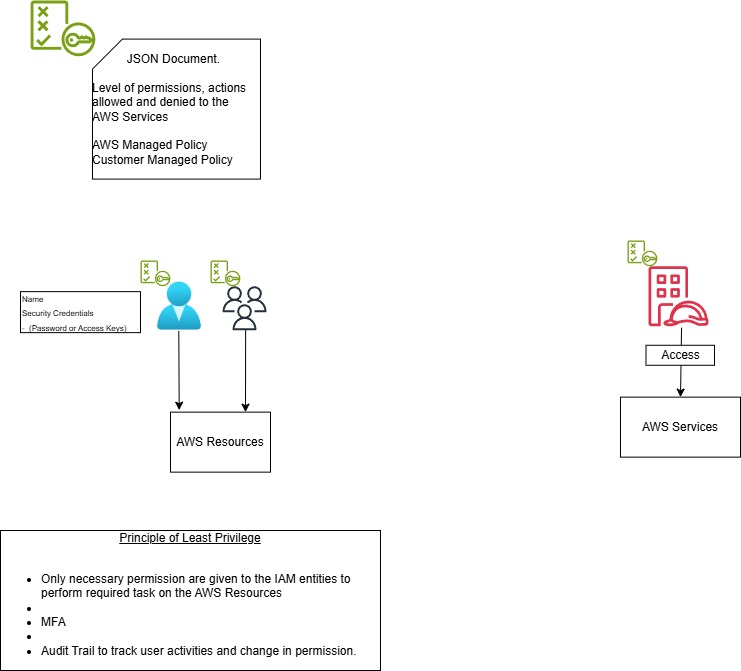 JSON Document.
Level of permissions, actions
allowed and denied to the
AWS Services
AWS Managed Policy
Customer Managed Policy
Name
Security Credentials
- (Password or Access Keys)
AWS Resources
Access
AWS Services
Principle of Least Privilege
• Only necessary permission are given to the IAM entities to
perform required task on the AWS Resources
•
• MFA
•
• Audit Trail to track user activities and change in permission.